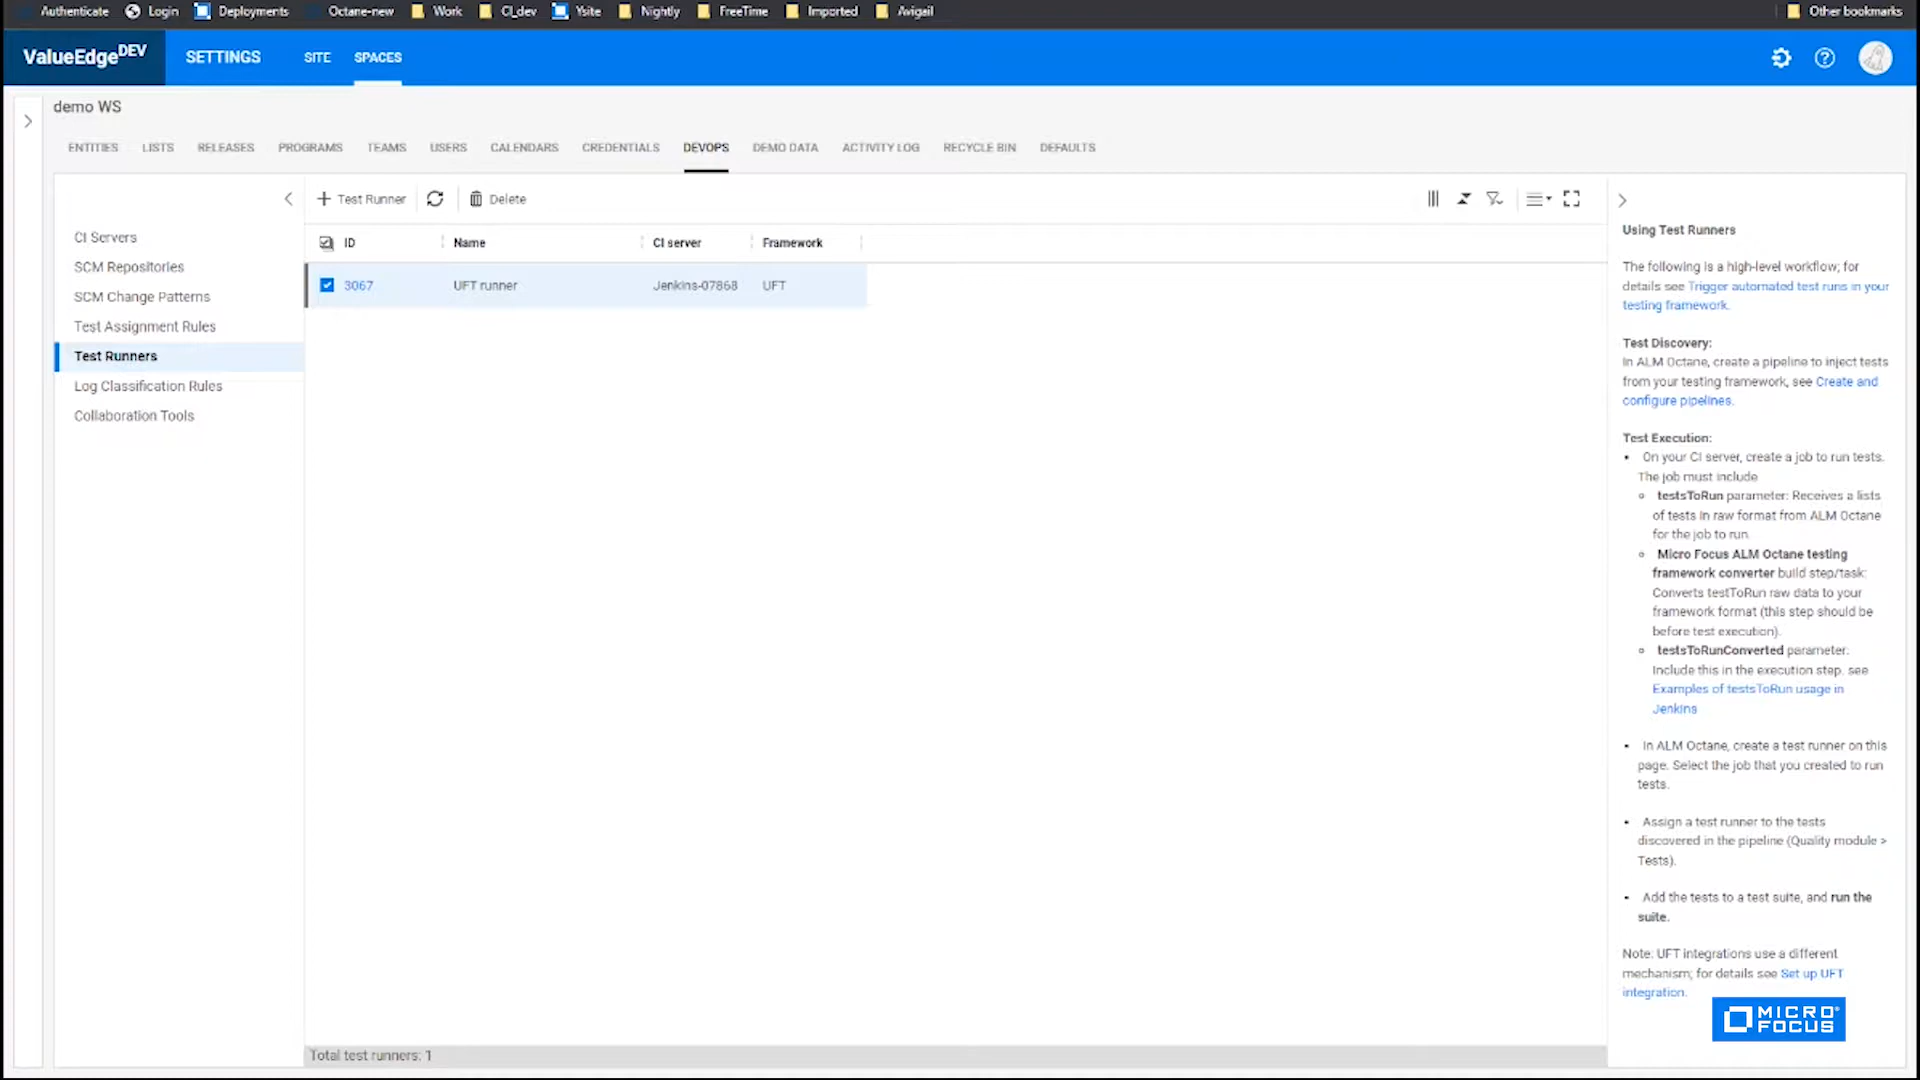 Authenticate Login Deployments Octane-new Work CI_dev Ysite Nightly FreeTime Imported Avigail Other bookmarks
ValueEdge DEV SETTINGS SITE SPACES
demo WS
ENTITIES LISTS RELEASES PROGRAMS TEAMS USERS CALENDARS CREDENTIALS DEVOPS DEMO DATA ACTIVITY LOG RECYCLE BIN DEFAULTS
CI Servers
SCM Repositories
SCM Change Patterns
Test Assignment Rules
Test Runners
Log Classification Rules
Collaboration Tools
+ Test Runner Delete
ID Name CI server Framework
3067 UFT runner Jenkins-07868 UFT
Total test runners: 1
Using Test Runners
The following is a high-level workflow; for
details see Trigger automated test runs in your
testing framework.
Test Discovery:
In ALM Octane, create a pipeline to inject tests
from your testing framework, see Create and
configure pipelines.
Test Execution:
• On your CI server, create a job to run tests.
The job must include
testsToRun parameter: Receives a lists
of tests in raw format from ALM Octane
for the job to run.
Micro Focus ALM Octane testing
framework converter build step/task:
Converts testToRun raw data to your
framework format (this step should be
before test execution).
testsToRunConverted parameter:
Include this in the execution step. see
Examples of testsToRun usage in
Jenkins
• In ALM Octane, create a test runner on this
page. Select the job that you created to run
tests.
• Assign a test runner to the tests
discovered in the pipeline (Quality module >
Tests).
• Add the tests to a test suite, and run the
suite.
Note: UFT integrations use a different
mechanism; for details see Set up UFT
integration.
MICRO
FOCUS